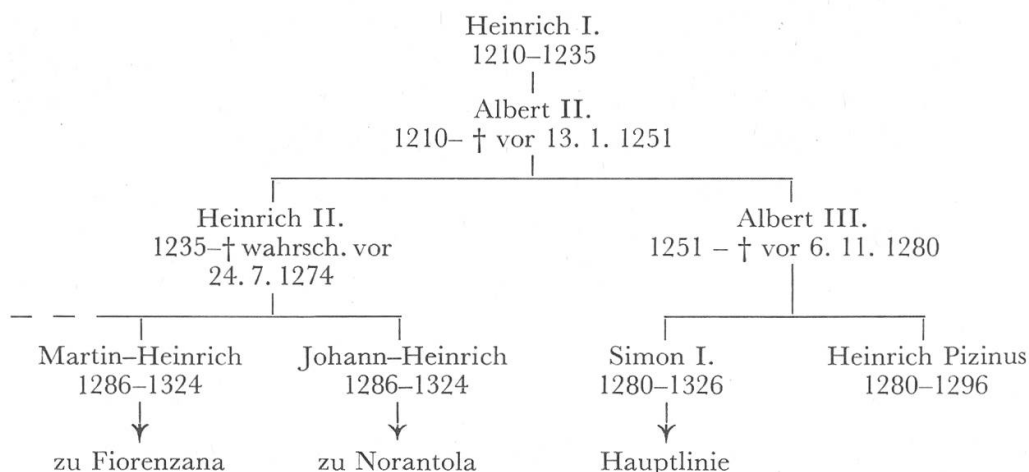 Heinrich I.
1210–1235
Albert II.
1210– † vor 13. 1. 1251
Heinrich II.
1235–† wahrsch. vor
24. 7. 1274
Albert III.
1251 – † vor 6. 11. 1280
Martin–Heinrich
1286–1324
Johann–Heinrich
1286–1324
Simon I.
1280–1326
Heinrich Pizinus
1280–1296
zu Fiorenzana
zu Norantola
Hauptlinie